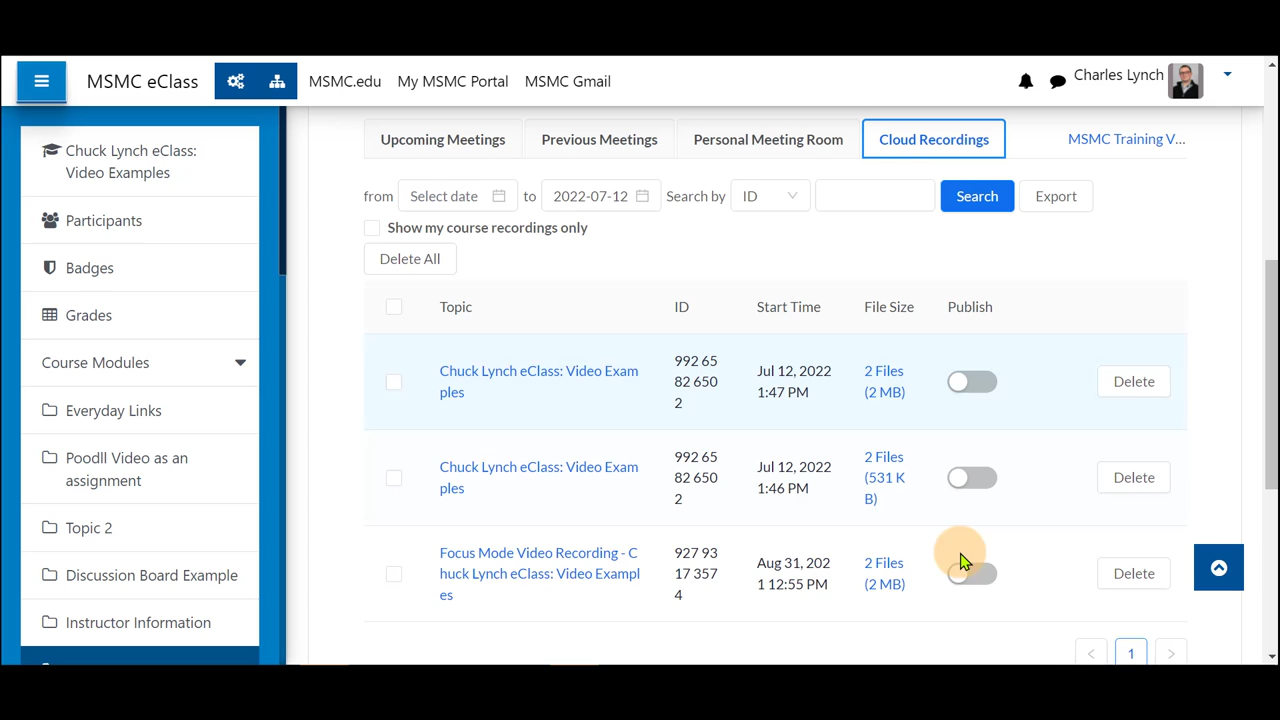 MSMC eClass
MSMC.edu
My MSMC Portal
MSMC Gmail
Charles Lynch
Chuck Lynch eClass:
Video Examples
Participants
Badges
Grades
Course Modules
Everyday Links
Poodll Video as an
assignment
Topic 2
Discussion Board Example
Instructor Information
Upcoming Meetings
Previous Meetings
Personal Meeting Room
Cloud Recordings
MSMC Training V...
from Select date to 2022-07-12 Search by ID Search Export
Show my course recordings only
Delete All
Topic ID Start Time File Size Publish
Chuck Lynch eClass: Video Exam
ples
992 65
82 650
2
Jul 12, 2022
1:47 PM
2 Files
(2 MB)
Delete
Chuck Lynch eClass: Video Exam
ples
992 65
82 650
2
Jul 12, 2022
1:46 PM
2 Files
(531 K
B)
Delete
Focus Mode Video Recording - C
huck Lynch eClass: Video Exampl
es
927 93
17 357
4
Aug 31, 202
1 12:55 PM
2 Files
(2 MB)
Delete
< 1 >